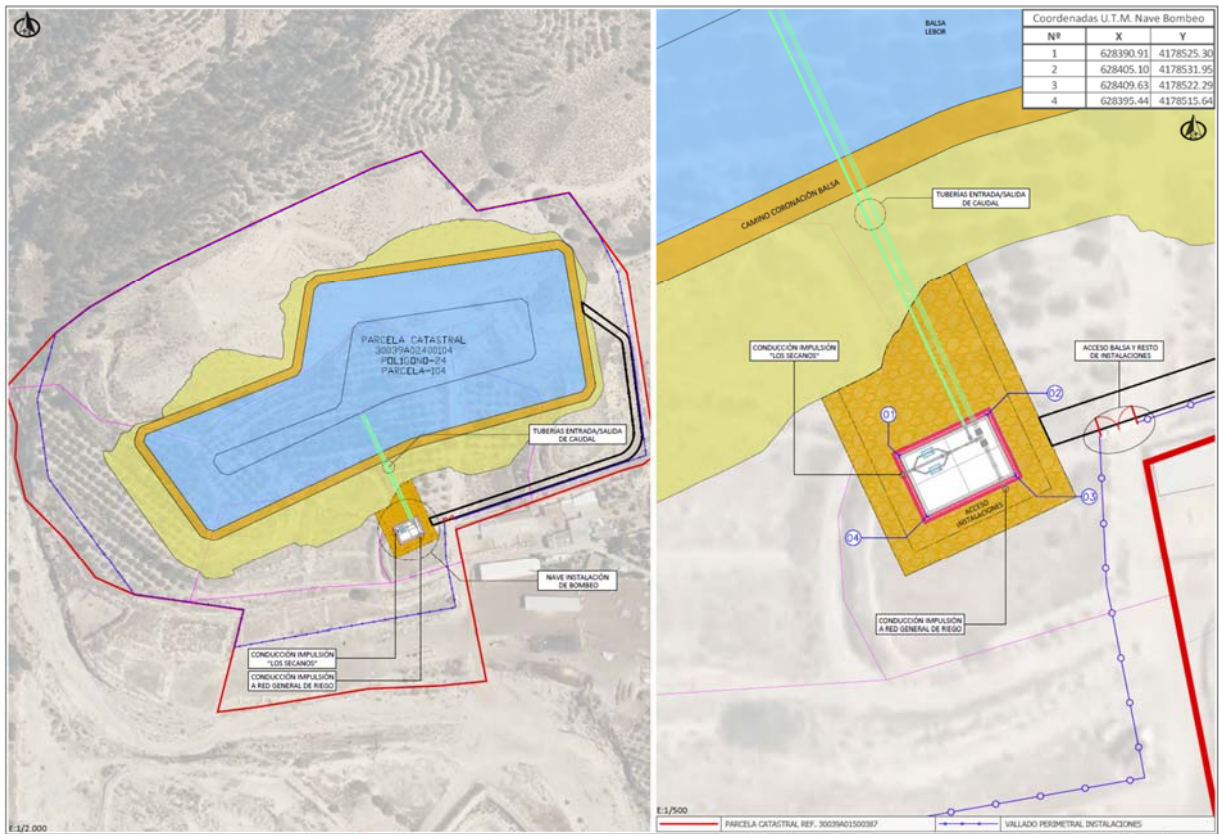 PARCELA CATASTRAL
30039A02400104
POLIGONO-24
PARCELA-104
TUBERÍAS ENTRADA/SALIDA
DE CAUDAL
NAVE INSTALACIÓN
DE BOMBEO
CONDUCCIÓN IMPULSIÓN
"LOS SECANOS"
CONDUCCIÓN IMPULSIÓN
A RED GENERAL DE RIEGO
E:1/2.000
BALSA
LEBOR
Coordenadas U.T.M. Nave Bombeo
Nº X Y
1 628390.91 4178525.30
2 628405.10 4178531.95
3 628409.63 4178522.29
4 628395.44 4178515.64
CAMINO CORONACIÓN BALSA
TUBERÍAS ENTRADA/SALIDA
DE CAUDAL
CONDUCCIÓN IMPULSIÓN
"LOS SECANOS"
ACCESO BALSA Y RESTO
DE INSTALACIONES
01
02
03
04
ACCESO
INSTALACIONES
CONDUCCIÓN IMPULSIÓN
A RED GENERAL DE RIEGO
E:1/500
PARCELA CATASTRAL REF. 30039A01500387
VALLADO PERIMETRAL INSTALACIONES